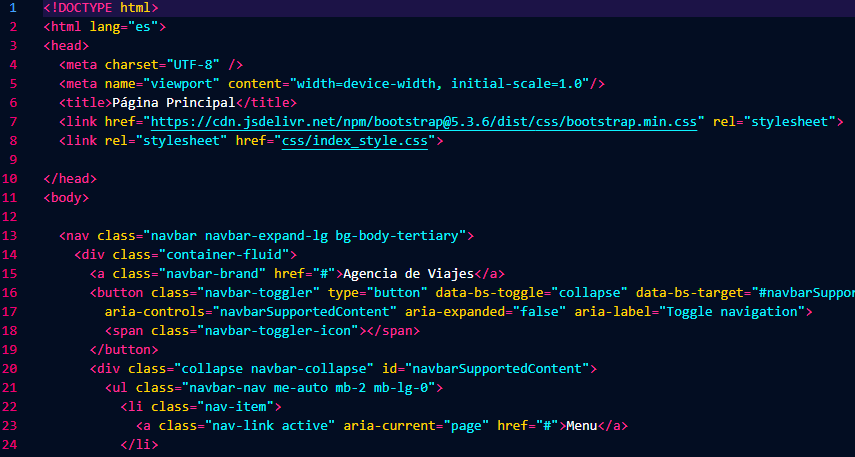 1 <!DOCTYPE html>
2 <html lang="es">
3 <head>
4 <meta charset="UTF-8" />
5 <meta name="viewport" content="width=device-width, initial-scale=1.0"/>
6 <title>Página Principal</title>
7 <link href="https://cdn.jsdelivr.net/npm/bootstrap@5.3.6/dist/css/bootstrap.min.css" rel="stylesheet">
8 <link rel="stylesheet" href="css/index_style.css">
9
10 </head>
11 <body>
12
13 <nav class="navbar navbar-expand-lg bg-body-tertiary">
14 <div class="container-fluid">
15 <a class="navbar-brand" href="#">Agencia de Viajes</a>
16 <button class="navbar-toggler" type="button" data-bs-toggle="collapse" data-bs-target="#navbarSuppor
17 aria-controls="navbarSupportedContent" aria-expanded="false" aria-label="Toggle navigation">
18 <span class="navbar-toggler-icon"></span>
19 </button>
20 <div class="collapse navbar-collapse" id="navbarSupportedContent">
21 <ul class="navbar-nav me-auto mb-2 mb-lg-0">
22 <li class="nav-item">
23 <a class="nav-link active" aria-current="page" href="#">Menu</a>
24 </li>